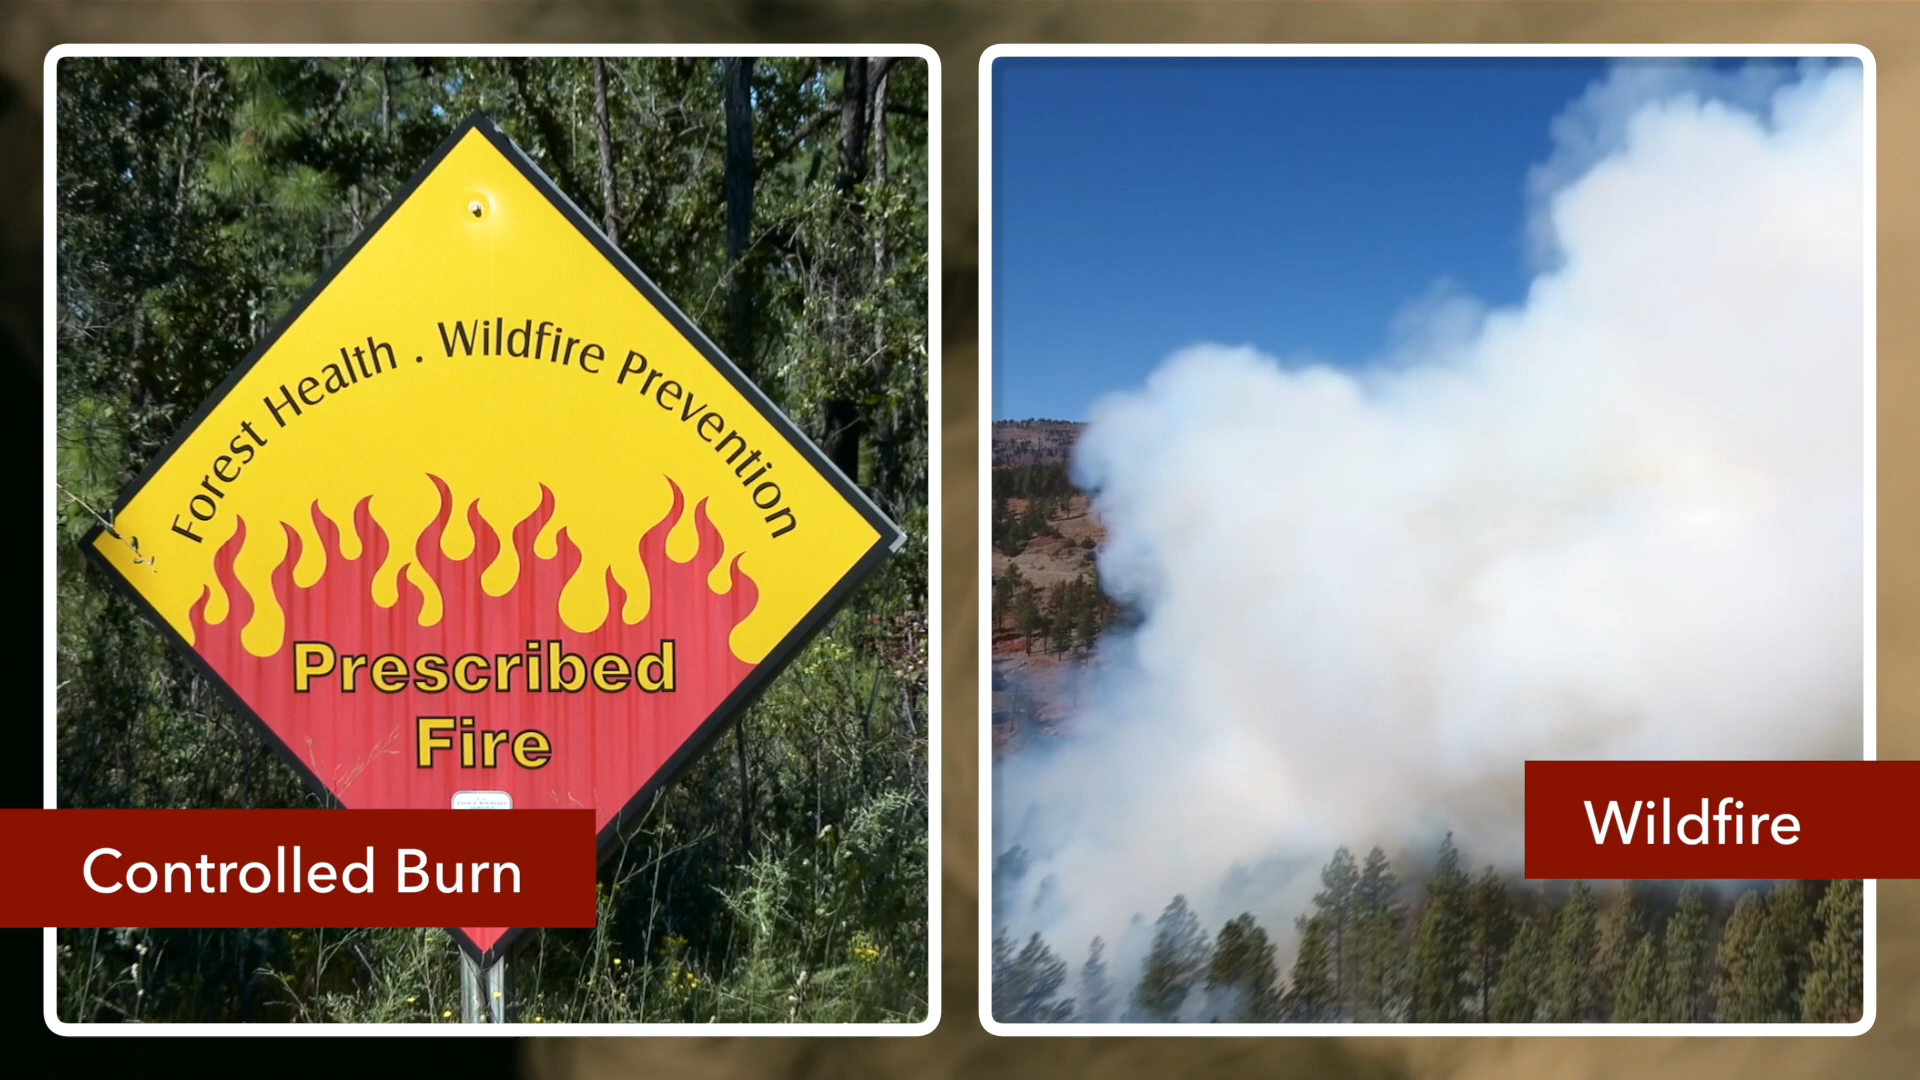 Forest Health . Wildfire Prevention
Prescribed
Fire
Controlled Burn
Wildfire